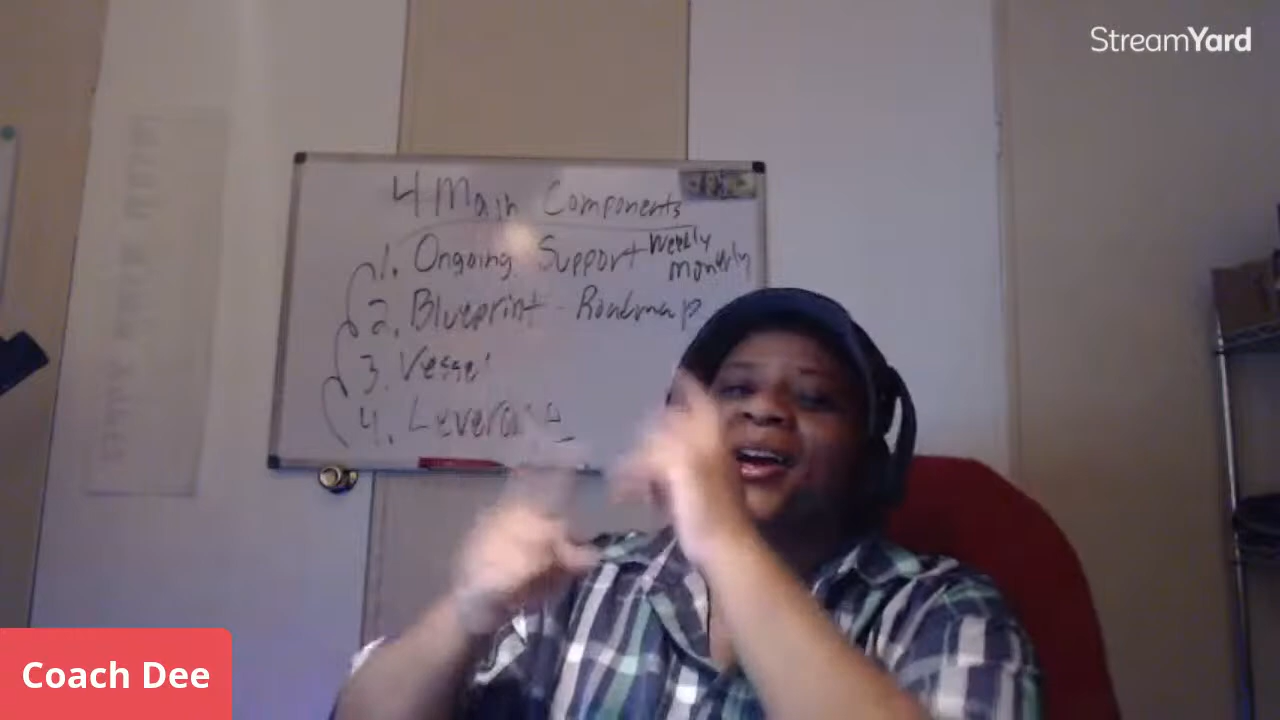 StreamYard
4 Main Components
1. Ongoing Support Weekly
monthly
2. Blueprint - Roadmap
3. Vessel
4. Leverage
Coach Dee